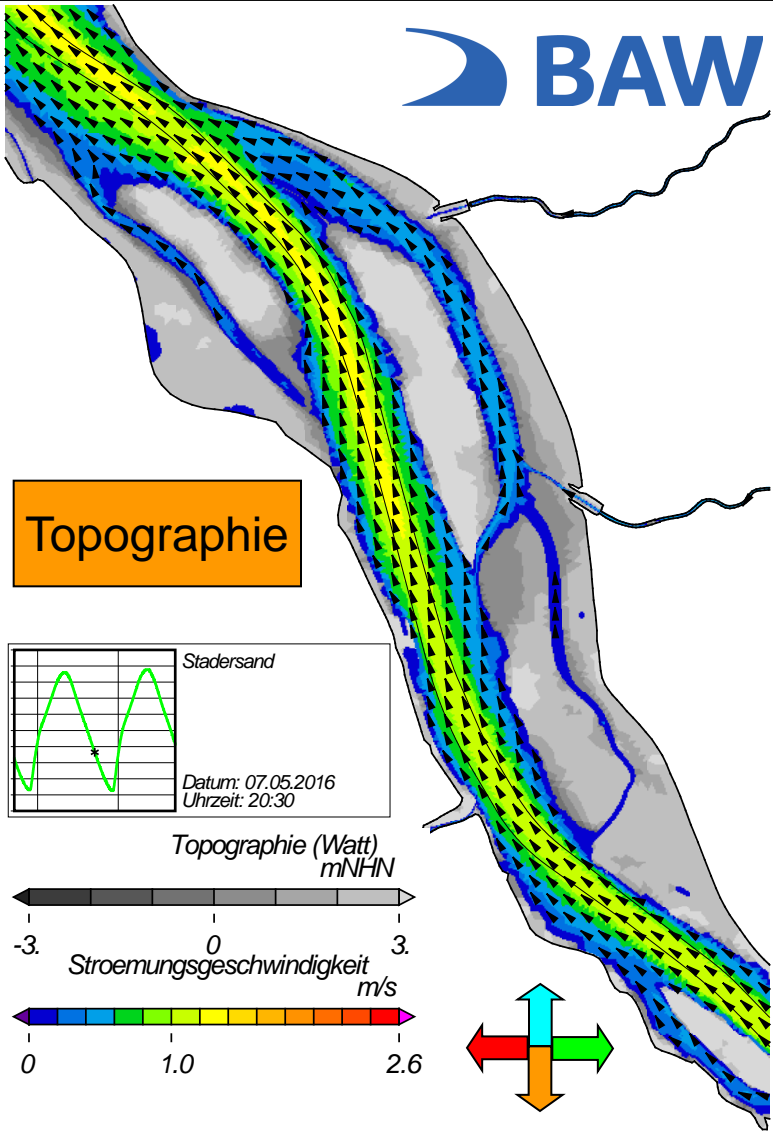 BAW
Topographie
Stadersand
Datum: 07.05.2016
Uhrzeit: 20:30
Topographie (Watt)
mNHN
-3. 0 3.
Stroemungsgeschwindigkeit
m/s
0 1.0 2.6